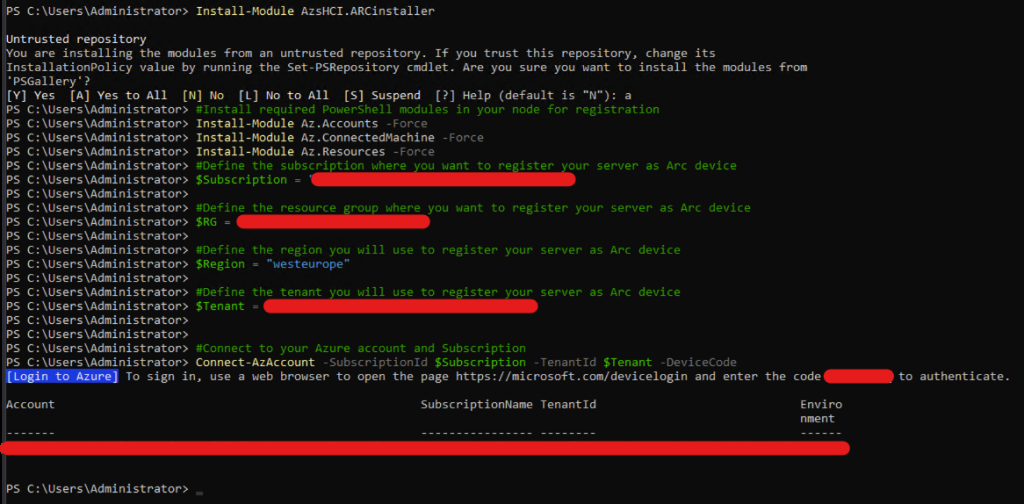 PS C:\Users\Administrator> Install-Module AzsHCI.ARCinstaller
Untrusted repository
You are installing the modules from an untrusted repository. If you trust this repository, change its
InstallationPolicy value by running the Set-PSRepository cmdlet. Are you sure you want to install the modules from
'PSGallery'?
[Y] Yes  [A] Yes to All  [N] No  [L] No to All  [S] Suspend  [?] Help (default is "N"): a
PS C:\Users\Administrator> #Install required PowerShell modules in your node for registration
PS C:\Users\Administrator> Install-Module Az.Accounts -Force
PS C:\Users\Administrator> Install-Module Az.ConnectedMachine -Force
PS C:\Users\Administrator> Install-Module Az.Resources -Force
PS C:\Users\Administrator> #Define the subscription where you want to register your server as Arc device
PS C:\Users\Administrator> $Subscription = "
PS C:\Users\Administrator>
PS C:\Users\Administrator> #Define the resource group where you want to register your server as Arc device
PS C:\Users\Administrator> $RG =
PS C:\Users\Administrator>
PS C:\Users\Administrator> #Define the region you will use to register your server as Arc device
PS C:\Users\Administrator> $Region = "westeurope"
PS C:\Users\Administrator>
PS C:\Users\Administrator> #Define the tenant you will use to register your server as Arc device
PS C:\Users\Administrator> $Tenant =
PS C:\Users\Administrator>
PS C:\Users\Administrator>
PS C:\Users\Administrator> #Connect to your Azure account and Subscription
PS C:\Users\Administrator> Connect-AzAccount -SubscriptionId $Subscription -TenantId $Tenant -DeviceCode
[Login to Azure] To sign in, use a web browser to open the page https://microsoft.com/devicelogin and enter the code to authenticate.
Account SubscriptionName TenantId Enviro
nment
------- ---------------- -------- ------
PS C:\Users\Administrator> _